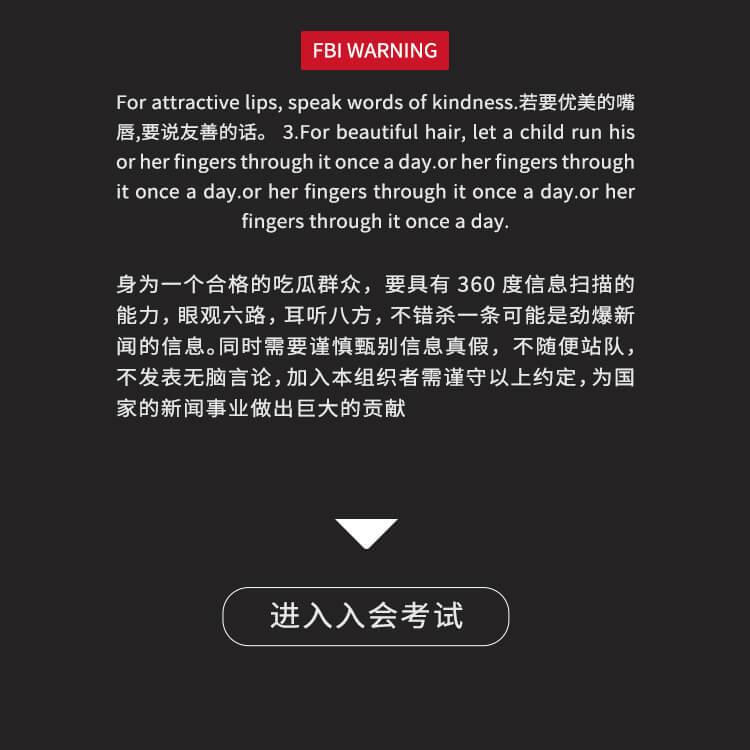 FBI WARNING
For attractive lips, speak words of kindness.若要优美的嘴
唇,要说友善的话。 3.For beautiful hair, let a child run his
or her fingers through it once a day.or her fingers through
it once a day.or her fingers through it once a day.or her
fingers through it once a day.
身为一个合格的吃瓜群众，要具有 360 度信息扫描的
能力，眼观六路，耳听八方，不错杀一条可能是劲爆新
闻的信息。同时需要谨慎甄别信息真假，不随便站队，
不发表无脑言论，加入本组织者需谨守以上约定，为国
家的新闻事业做出巨大的贡献
进入入会考试